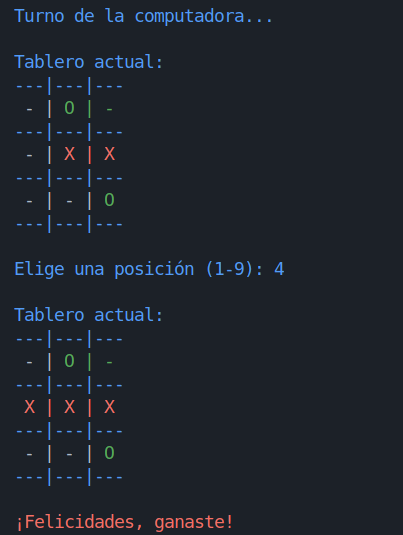 Turno de la computadora...
Tablero actual:
---|---|---
 - | O | -
---|---|---
 - | X | X
---|---|---
 - | - | O
---|---|---
Elige una posición (1-9): 4
Tablero actual:
---|---|---
 - | O | -
---|---|---
 X | X | X
---|---|---
 - | - | O
---|---|---
¡Felicidades, ganaste!